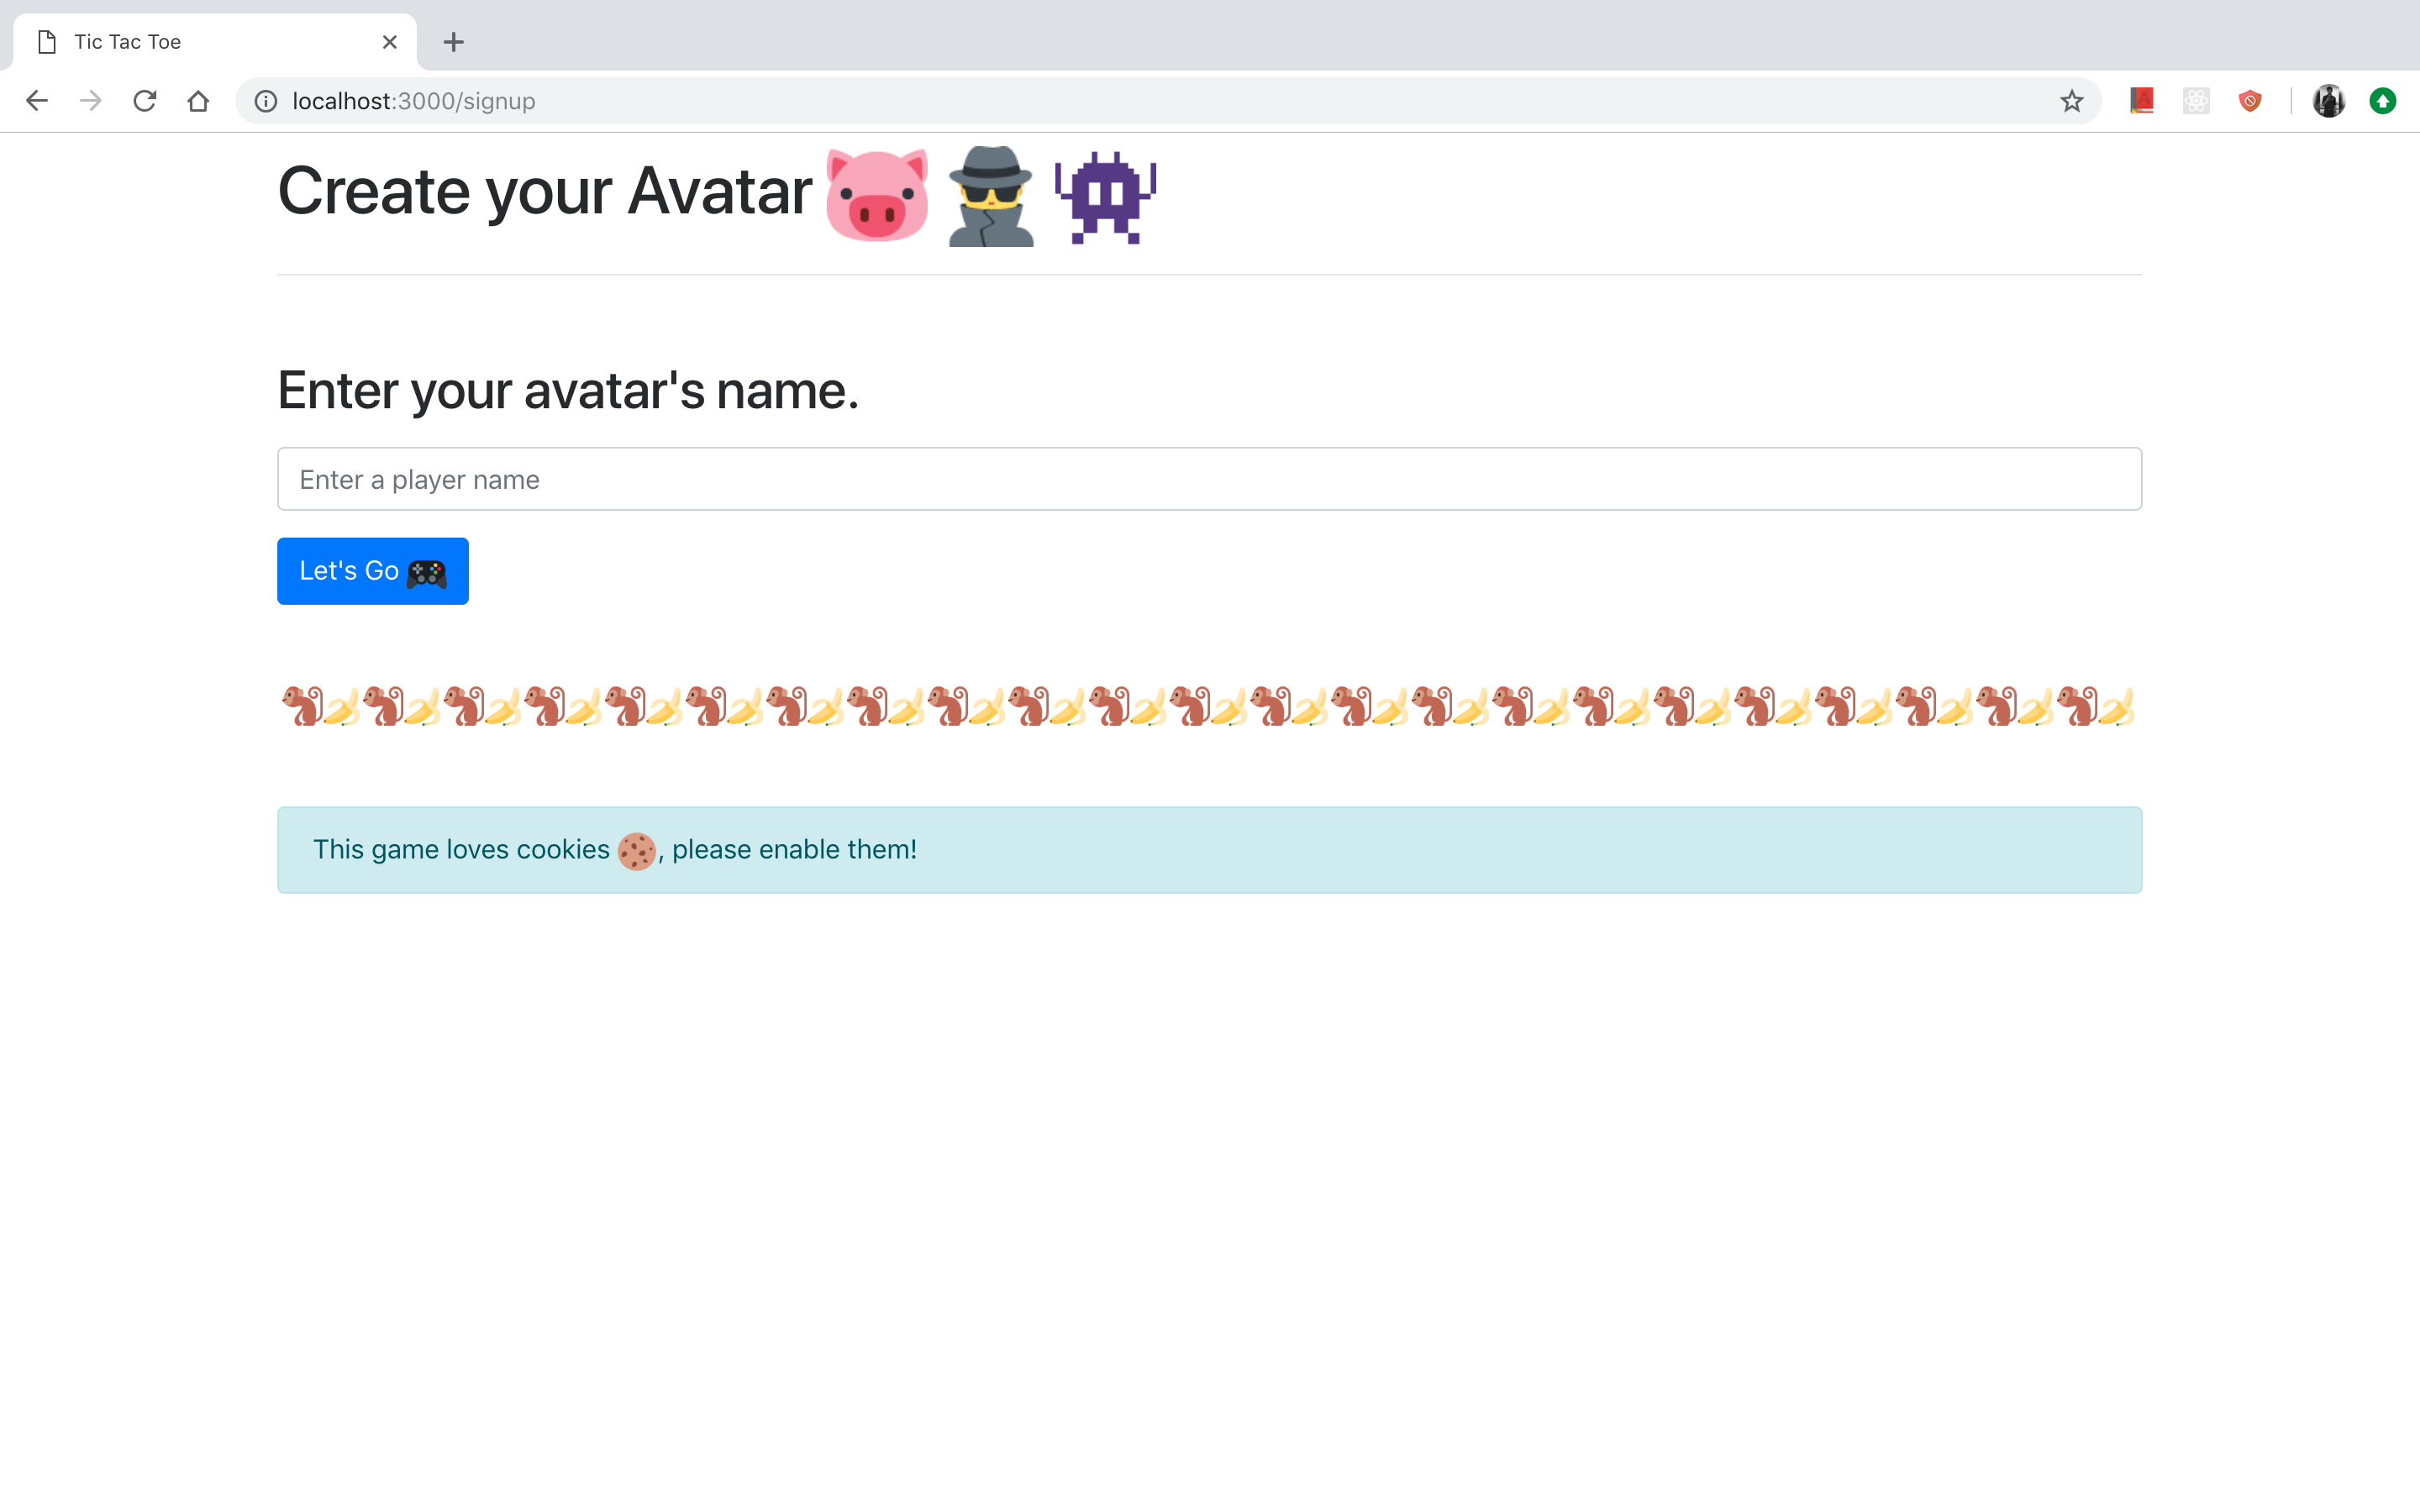 Tic Tac Toe
localhost:3000/signup
Create your Avatar
Enter your avatar's name.
Enter a player name
Let's Go
This game loves cookies 🍪, please enable them!